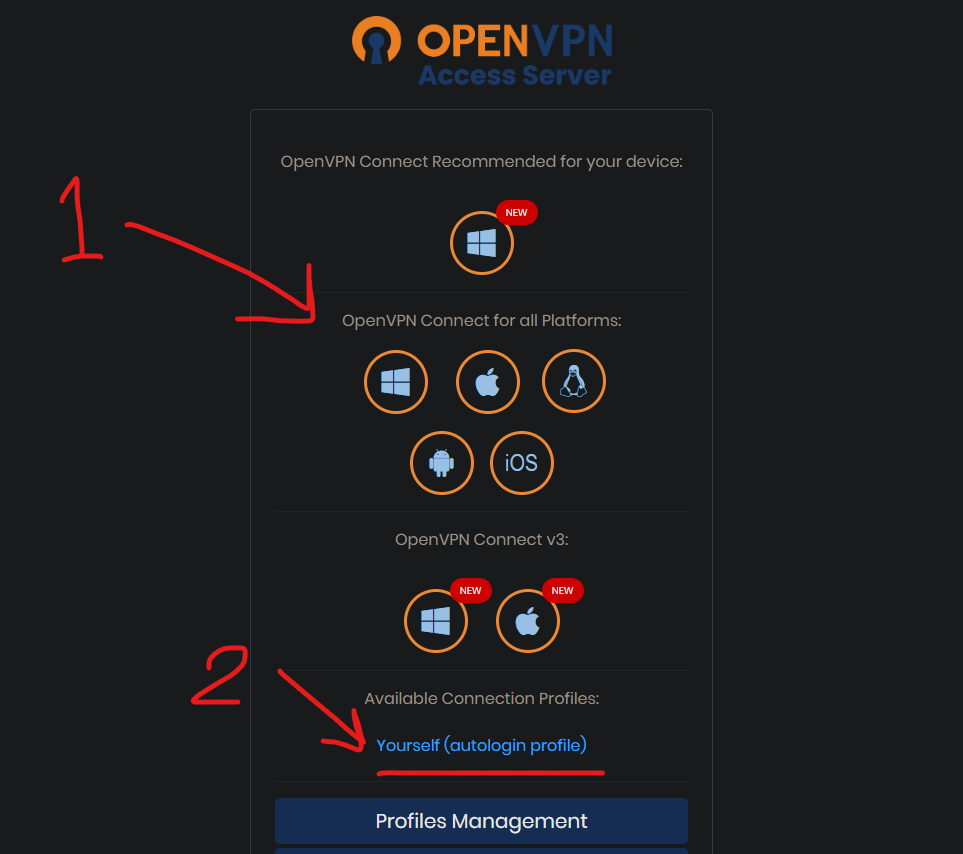 OPENVPN
Access Server
OpenVPN Connect Recommended for your device:
NEW
1
OpenVPN Connect for all Platforms:
iOS
OpenVPN Connect v3:
NEW NEW
2
Available Connection Profiles:
Yourself (autologin profile)
Profiles Management